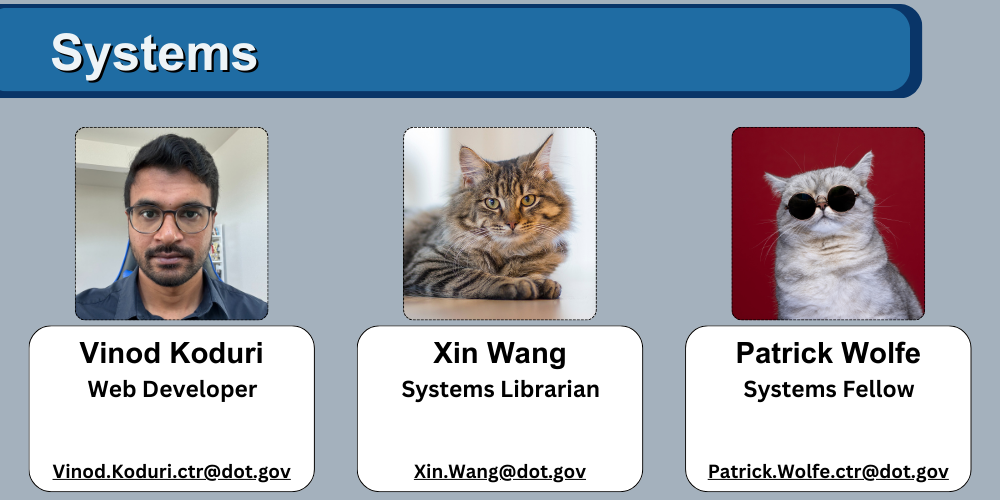 Systems
Vinod Koduri
Web Developer
Vinod.Koduri.ctr@dot.gov
Xin Wang
Systems Librarian
Xin.Wang@dot.gov
Patrick Wolfe
Systems Fellow
Patrick.Wolfe.ctr@dot.gov